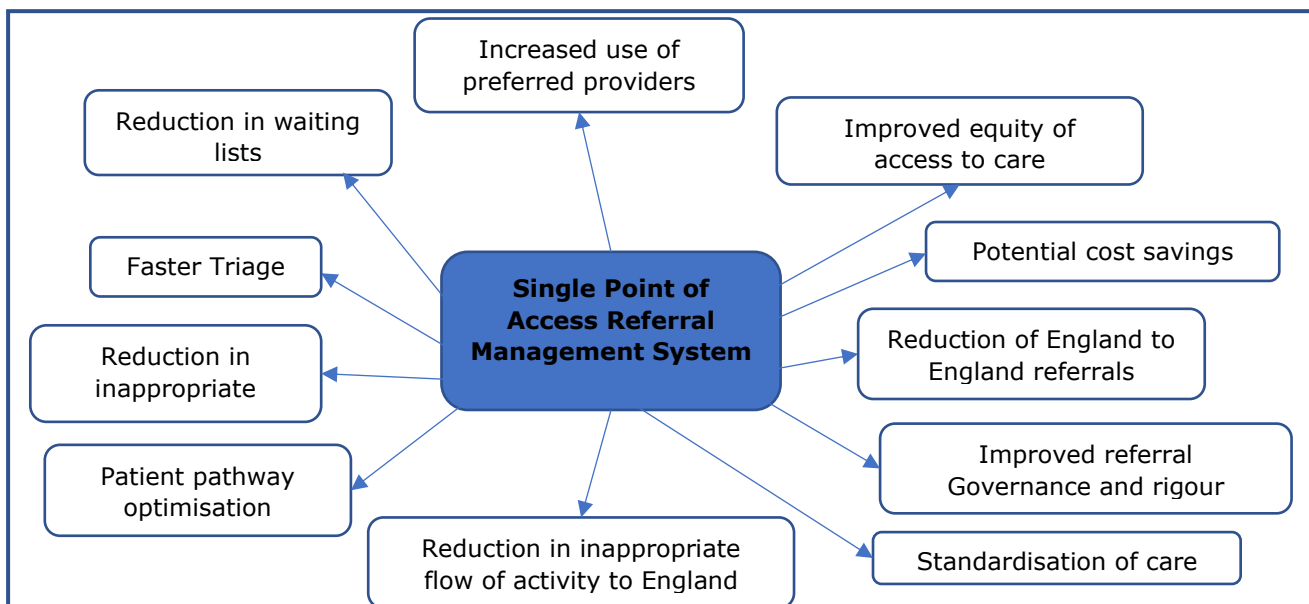 Increased use of
preferred providers
Reduction in waiting
lists
Improved equity of
access to care
Faster Triage
Single Point of
Access Referral
Management System
Potential cost savings
Reduction in
inappropriate
Reduction of England to
England referrals
Patient pathway
optimisation
Improved referral
Governance and rigour
Reduction in inappropriate
flow of activity to England
Standardisation of care